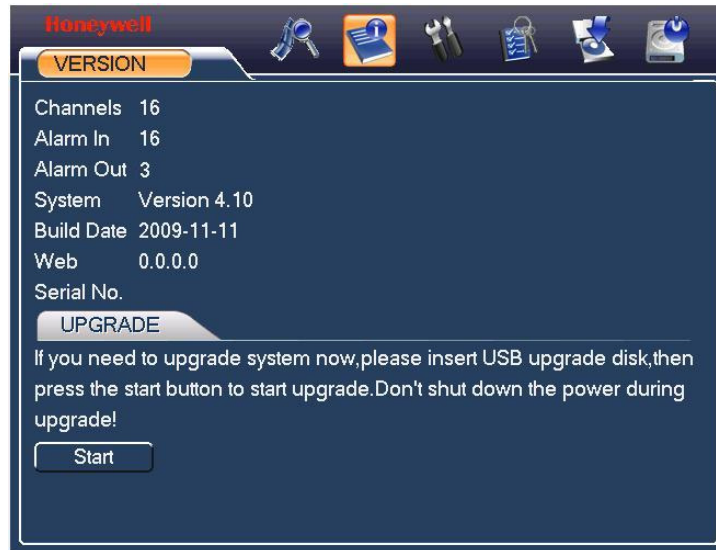 Honeywell
VERSION
Channels 16
Alarm In 16
Alarm Out 3
System Version 4.10
Build Date 2009-11-11
Web 0.0.0.0
Serial No.
UPGRADE
If you need to upgrade system now,please insert USB upgrade disk,then
press the start button to start upgrade.Don't shut down the power during
upgrade!
Start